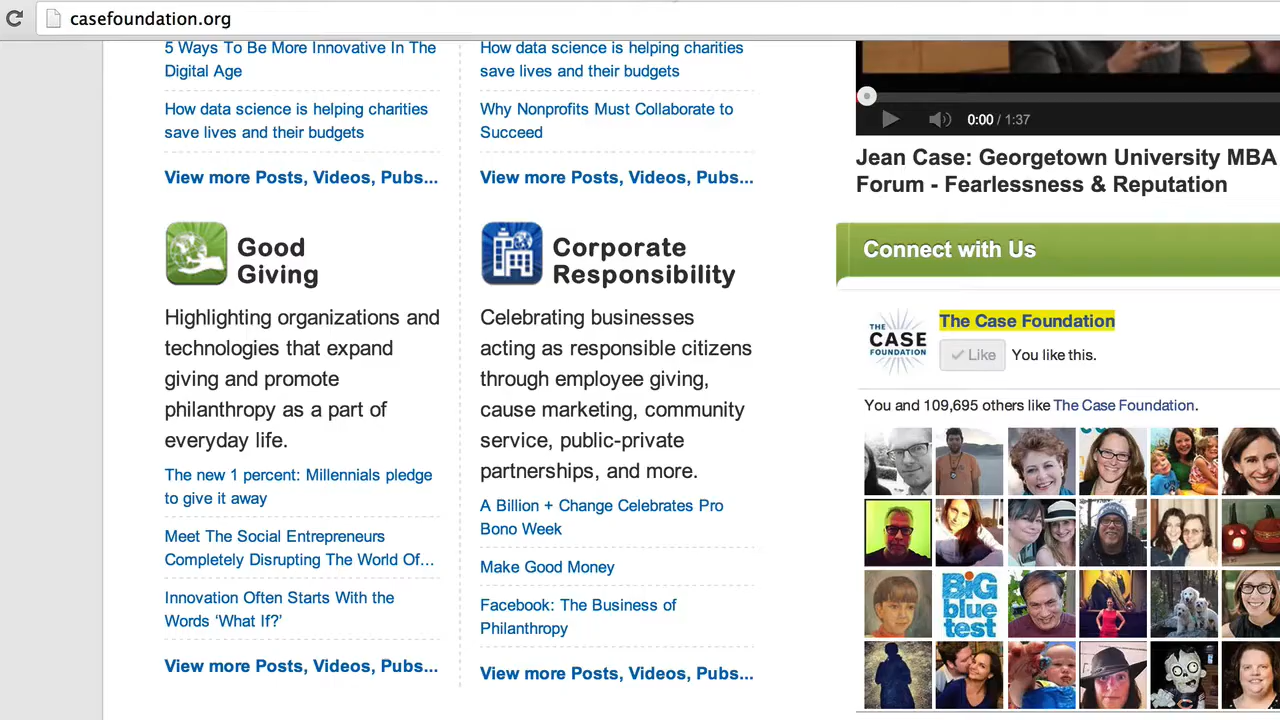 casefoundation.org
5 Ways To Be More Innovative In The
Digital Age
How data science is helping charities
save lives and their budgets
View more Posts, Videos, Pubs...
How data science is helping charities
save lives and their budgets
Why Nonprofits Must Collaborate to
Succeed
View more Posts, Videos, Pubs...
Good
Giving
Highlighting organizations and
technologies that expand
giving and promote
philanthropy as a part of
everyday life.
The new 1 percent: Millennials pledge
to give it away
Meet The Social Entrepreneurs
Completely Disrupting The World Of...
Innovation Often Starts With the
Words ‘What If?’
View more Posts, Videos, Pubs...
Corporate
Responsibility
Celebrating businesses
acting as responsible citizens
through employee giving,
cause marketing, community
service, public-private
partnerships, and more.
A Billion + Change Celebrates Pro
Bono Week
Make Good Money
Facebook: The Business of
Philanthropy
View more Posts, Videos, Pubs...
0:00 / 1:37
Jean Case: Georgetown University MBA
Forum - Fearlessness & Reputation
Connect with Us
THE
CASE
FOUNDATION
The Case Foundation
Like
You like this.
You and 109,695 others like The Case Foundation.
BiG
blue
test